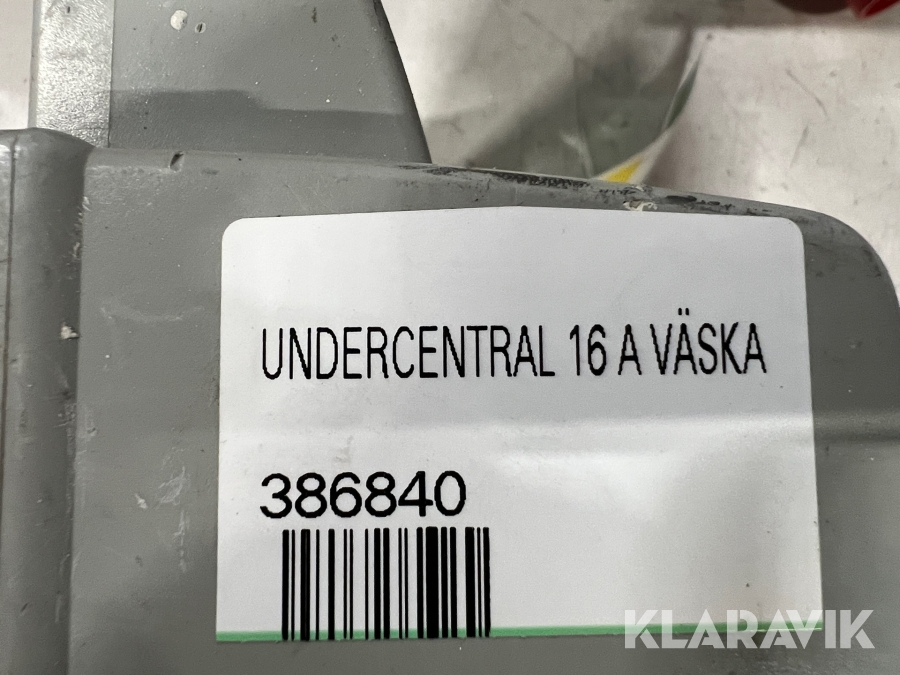 UNDERCENTRAL 16 A VÄSKA
386840
KLARAVIK